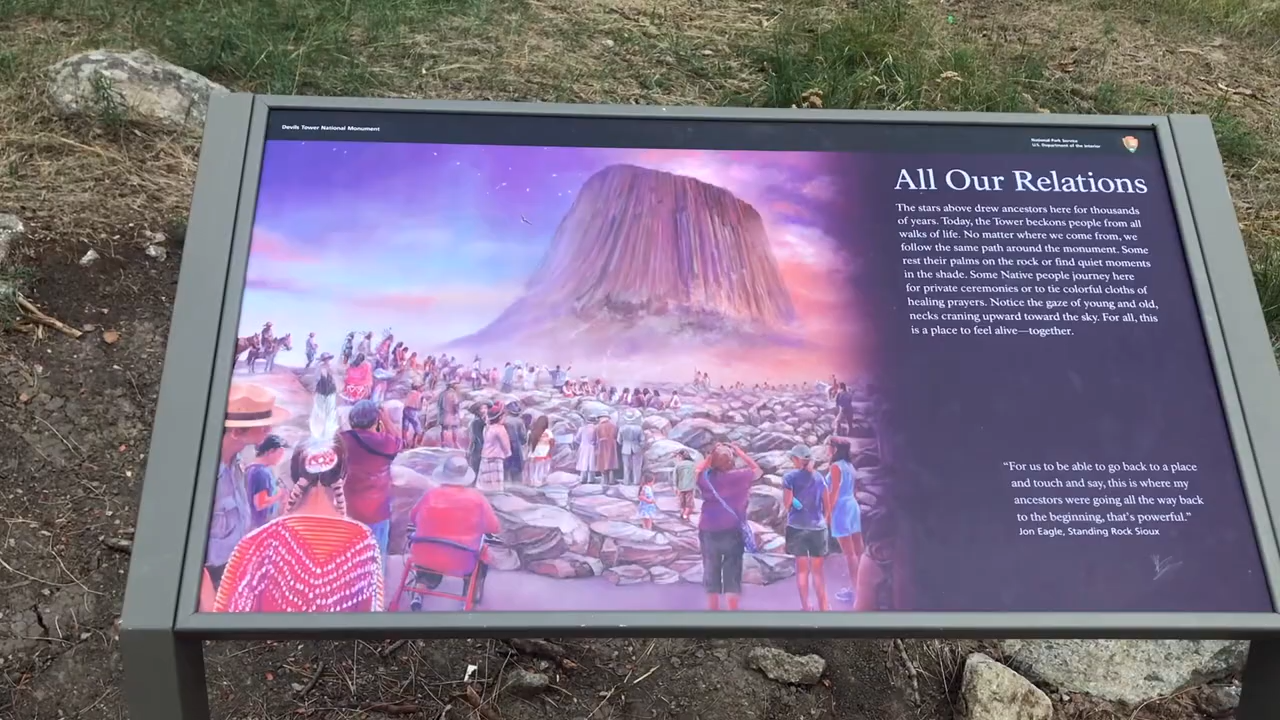 Devils Tower National Monument
National Park Service
U.S. Department of the Interior
All Our Relations
The stars above drew ancestors here for thousands
of years. Today, the Tower beckons people from all
walks of life. No matter where we come from, we
follow the same path around the monument. Some
rest their palms on the rock or find quiet moments
in the shade. Some Native people journey here
for private ceremonies or to tie colorful cloths of
healing prayers. Notice the gaze of young and old,
necks craning upward toward the sky. For all, this
is a place to feel alive—together.
“For us to be able to go back to a place
and touch and say, this is where my
ancestors were going all the way back
to the beginning, that’s powerful.”
Jon Eagle, Standing Rock Sioux